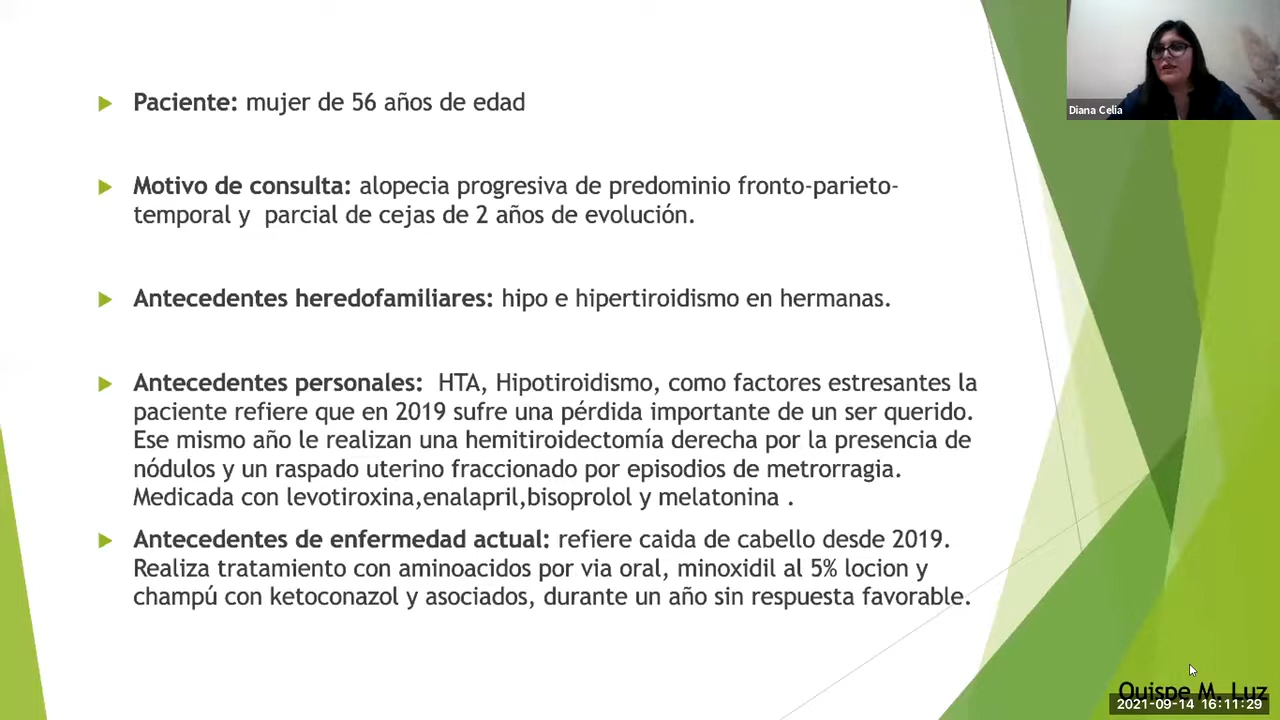 Paciente: mujer de 56 años de edad
Motivo de consulta: alopecia progresiva de predominio fronto-parieto-
temporal y parcial de cejas de 2 años de evolución.
Antecedentes heredofamiliares: hipo e hipertiroidismo en hermanas.
Antecedentes personales: HTA, Hipotiroidismo, como factores estresantes la
paciente refiere que en 2019 sufre una pérdida importante de un ser querido.
Ese mismo año le realizan una hemitiroidectomía derecha por la presencia de
nódulos y un raspado uterino fraccionado por episodios de metrorragia.
Medicada con levotiroxina,enalapril,bisoprolol y melatonina .
Antecedentes de enfermedad actual: refiere caida de cabello desde 2019.
Realiza tratamiento con aminoacidos por via oral, minoxidil al 5% locion y
champú con ketoconazol y asociados, durante un año sin respuesta favorable.
Diana Celia
Quispe M. Luz
2021-09-14 16:11:29